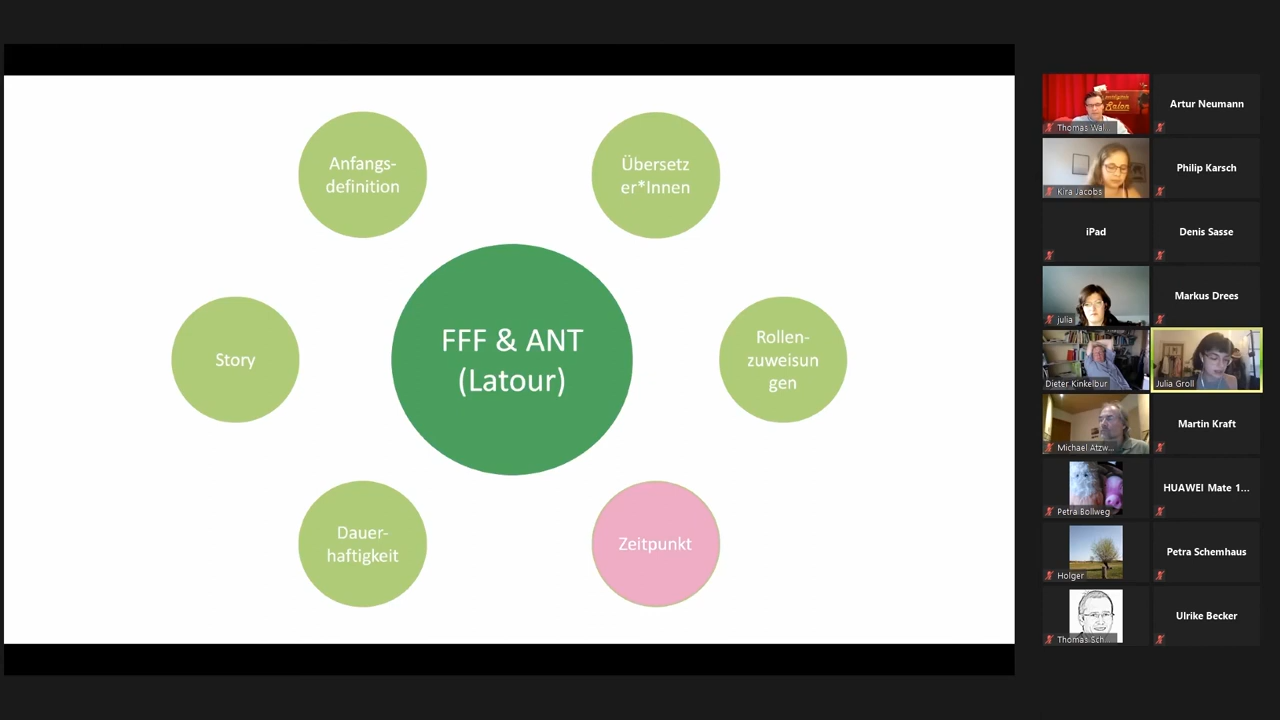 Anfangs-
definition
Übersetz
er*Innen
FFF & ANT
(Latour)
Story
Rollen-
zuweisun
gen
Dauer-
haftigkeit
Zeitpunkt
Salon
Thomas Wal...
Artur Neumann
Kira Jacobs
Philip Karsch
iPad
Denis Sasse
julia
Markus Drees
Dieter Kinkelbur
Julia Groll
Michael Atzw...
Martin Kraft
Petra Bollweg
HUAWEI Mate 1...
Holger
Petra Schemhaus
Thomas Sch...
Ulrike Becker